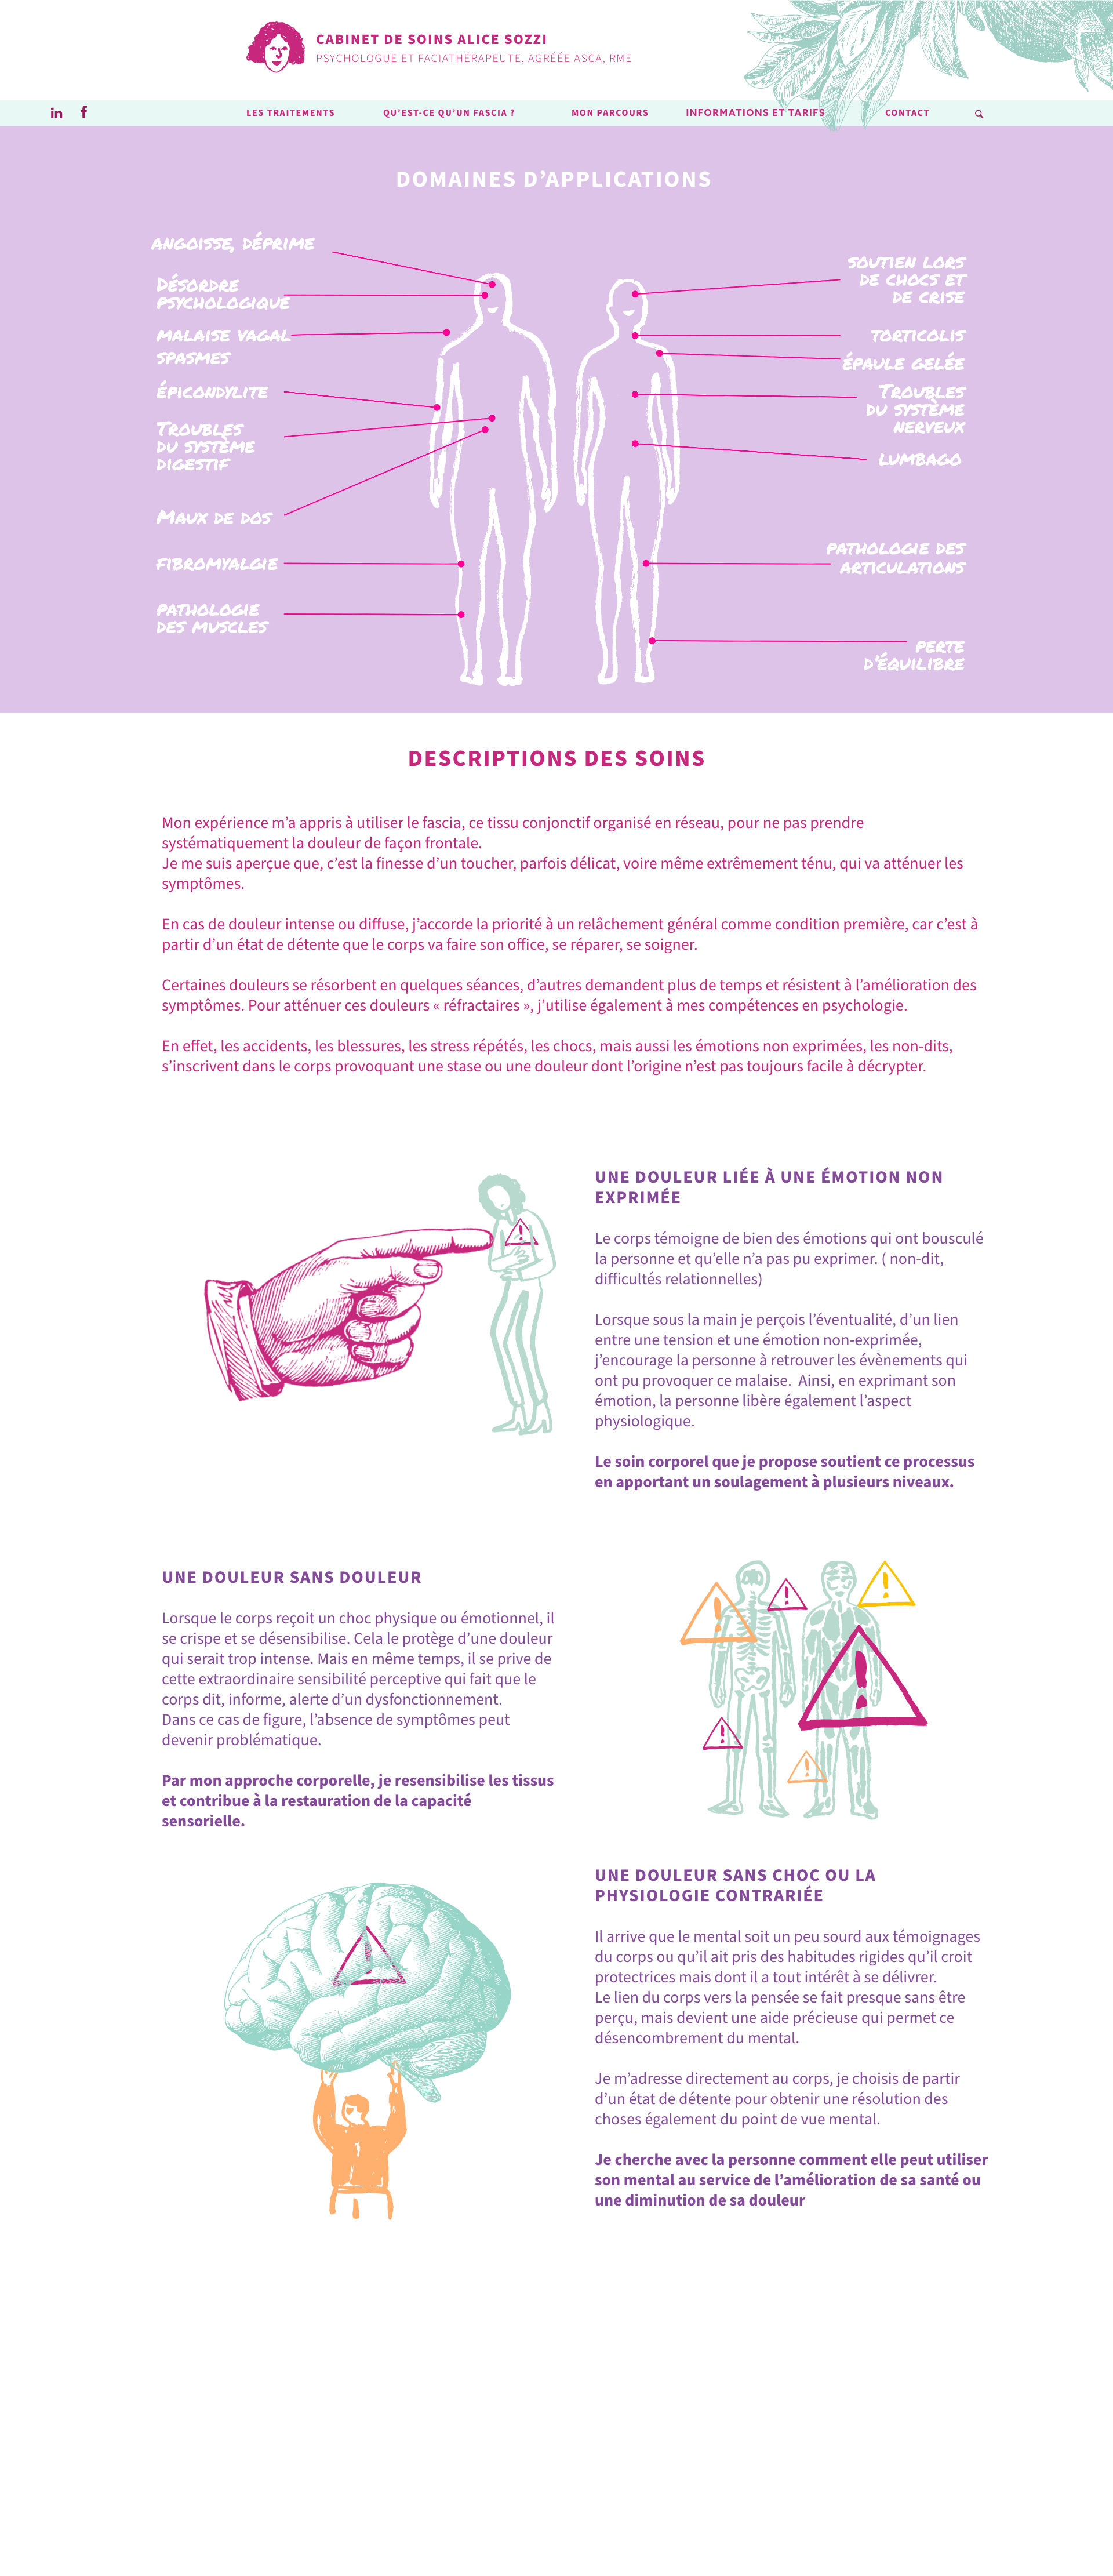 CABINET DE SOINS ALICE SOZZI
PSYCHOLOGUE ET FACIATHÉRAPEUTE, AGRÉÉE ASCA, RME
in f
LES TRAITEMENTS
QU'EST-CE QU'UN FASCIA ?
MON PARCOURS
INFORMATIONS ET TARIFS
CONTACT
DOMAINES D'APPLICATIONS
ANGOISSE, DÉPRIME
DÉSORDRE
PSYCHOLOGIQUE
MALAISE VAGAL
SPASMES
ÉPICONDYLITE
TROUBLES
DU SYSTÈME
DIGESTIF
MAUX DE DOS
FIBROMYALGIE
PATHOLOGIE
DES MUSCLES
SOUTIEN LORS
DE CHOCS ET
DE CRISE
TORTICOLIS
ÉPAULE GELÉE
TROUBLES
DU SYSTÈME
NERVEUX
LUMBAGO
PATHOLOGIE DES
ARTICULATIONS
PERTE
D'ÉQUILIBRE
DESCRIPTIONS DES SOINS
Mon expérience m'a appris à utiliser le fascia, ce tissu conjonctif organisé en réseau, pour ne pas prendre
systématiquement la douleur de façon frontale.
Je me suis aperçue que, c'est la finesse d'un toucher, parfois délicat, voire même extrêmement ténu, qui va atténuer les
symptômes.
En cas de douleur intense ou diffuse, j'accorde la priorité à un relâchement général comme condition première, car c'est à
partir d'un état de détente que le corps va faire son office, se réparer, se soigner.
Certaines douleurs se résorbent en quelques séances, d'autres demandent plus de temps et résistent à l'amélioration des
symptômes. Pour atténuer ces douleurs « réfractaires », j'utilise également à mes compétences en psychologie.
En effet, les accidents, les blessures, les stress répétés, les chocs, mais aussi les émotions non exprimées, les non-dits,
s'inscrivent dans le corps provoquant une stase ou une douleur dont l'origine n'est pas toujours facile à décrypter.
UNE DOULEUR LIÉE À UNE ÉMOTION NON
EXPRIMÉE
Le corps témoigne de bien des émotions qui ont bousculé
la personne et qu'elle n'a pas pu exprimer. ( non-dit,
difficultés relationnelles)
Lorsque sous la main je perçois l'éventualité, d'un lien
entre une tension et une émotion non-exprimée,
j'encourage la personne à retrouver les évènements qui
ont pu provoquer ce malaise.  Ainsi, en exprimant son
émotion, la personne libère également l'aspect
physiologique.
Le soin corporel que je propose soutient ce processus
en apportant un soulagement à plusieurs niveaux.
UNE DOULEUR SANS DOULEUR
Lorsque le corps reçoit un choc physique ou émotionnel, il
se crispe et se désensibilise. Cela le protège d'une douleur
qui serait trop intense. Mais en même temps, il se prive de
cette extraordinaire sensibilité perceptive qui fait que le
corps dit, informe, alerte d'un dysfonctionnement.
Dans ce cas de figure, l'absence de symptômes peut
devenir problématique.
Par mon approche corporelle, je resensibilise les tissus
et contribue à la restauration de la capacité
sensorielle.
UNE DOULEUR SANS CHOC OU LA
PHYSIOLOGIE CONTRARIÉE
Il arrive que le mental soit un peu sourd aux témoignages
du corps ou qu'il ait pris des habitudes rigides qu'il croit
protectrices mais dont il a tout intérêt à se délivrer.
Le lien du corps vers la pensée se fait presque sans être
perçu, mais devient une aide précieuse qui permet ce
désencombrement du mental.
Je m'adresse directement au corps, je choisis de partir
d'un état de détente pour obtenir une résolution des
choses également du point de vue mental.
Je cherche avec la personne comment elle peut utiliser
son mental au service de l'amélioration de sa santé ou
une diminution de sa douleur